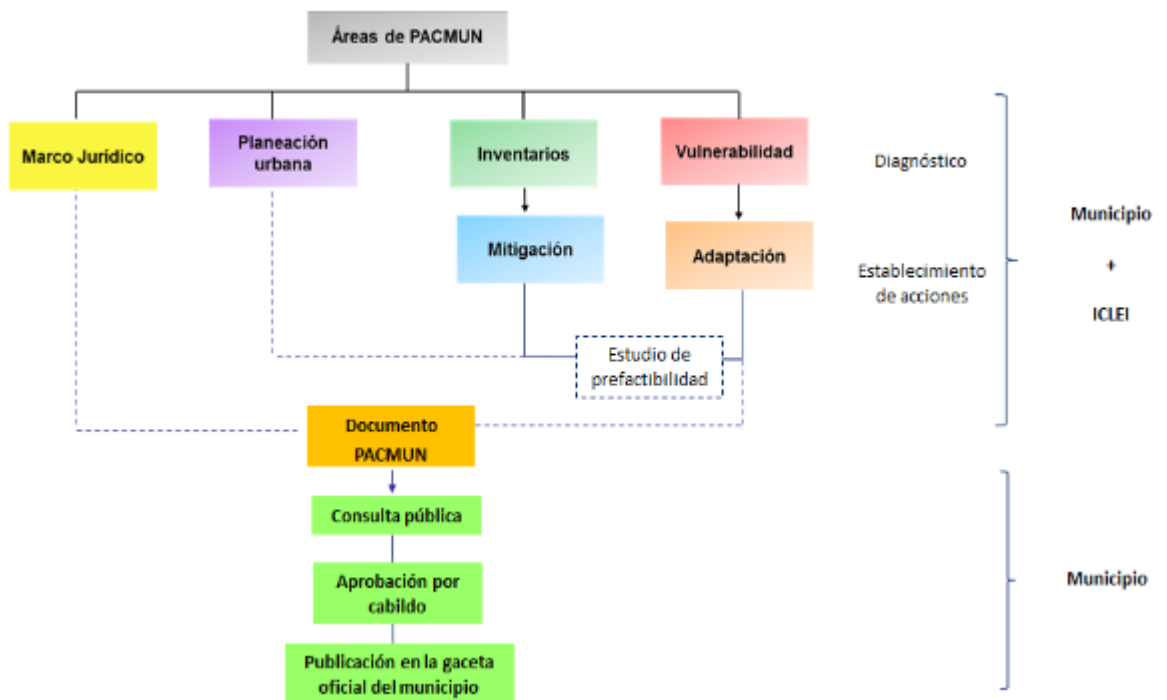 Áreas de PACMUN
Marco Jurídico
Planeación
urbana
Inventarios
Vulnerabilidad
Diagnóstico
Mitigación
Adaptación
Establecimiento
de acciones
Municipio
+
ICLEI
Estudio de
prefactibilidad
Documento
PACMUN
Consulta pública
Aprobación por
cabildo
Publicación en la gaceta
oficial del municipio
Municipio